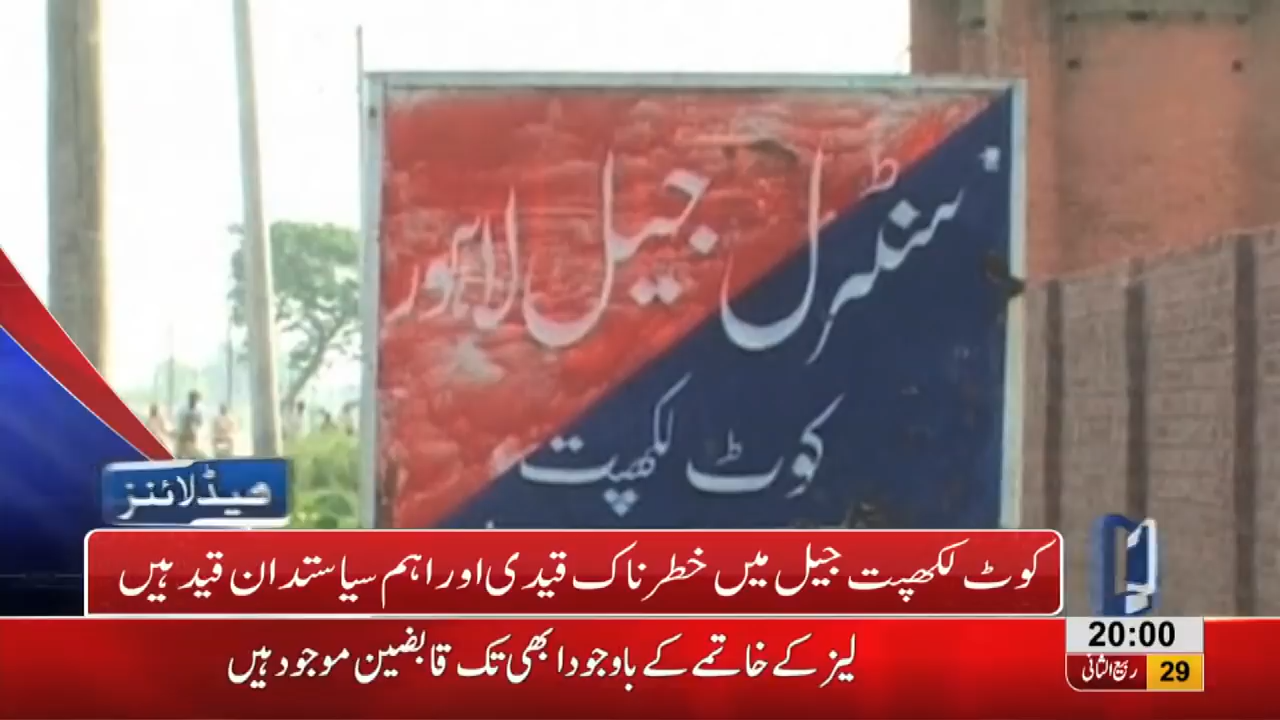 سنٹرل جیل لاہور
کوٹ لکھپت
ہیڈلائنز
کوٹ لکھپت جیل میں خطرناک قیدی اور اہم سیاستدان قید ہیں
لیز کے خاتمے کے باوجود ابھی تک قابضین موجود ہیں
20:00
29 ربیع الثانی